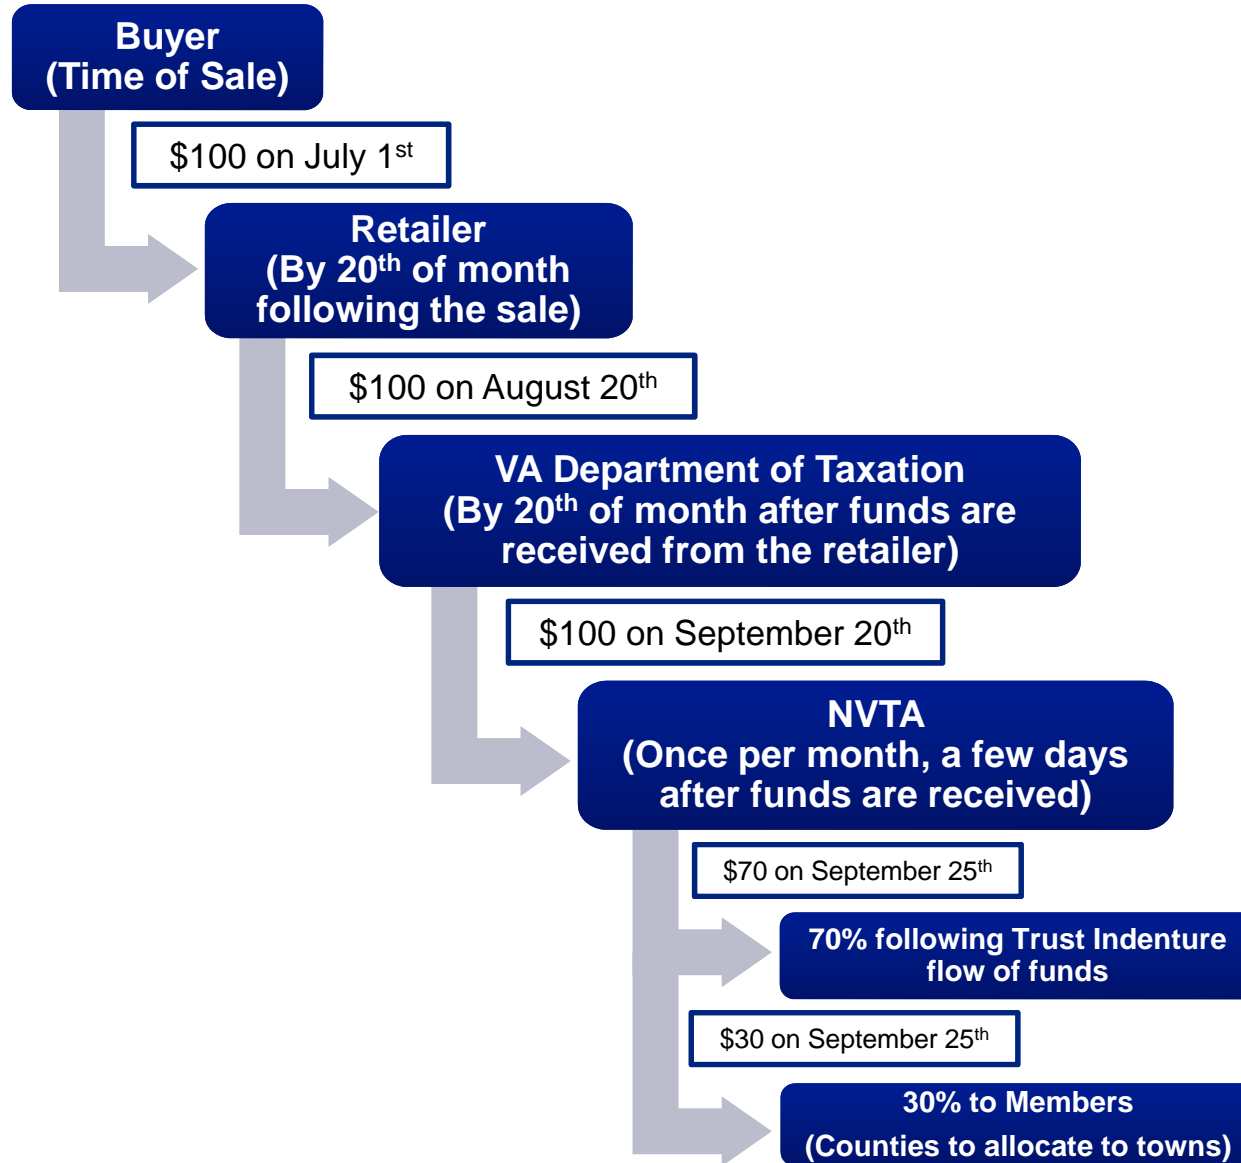 Buyer
(Time of Sale)
$100 on July 1st
Retailer
(By 20th of month
following the sale)
$100 on August 20th
VA Department of Taxation
(By 20th of month after funds are
received from the retailer)
$100 on September 20th
NVTA
(Once per month, a few days
after funds are received)
$70 on September 25th
70% following Trust Indenture
flow of funds
$30 on September 25th
30% to Members
(Counties to allocate to towns)